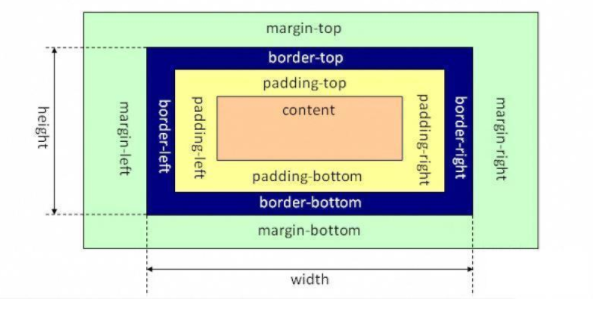 margin-top
border-top
padding-top
content
height
margin-left
border-left
padding-left
padding-right
border-right
margin-right
padding-bottom
border-bottom
margin-bottom
width